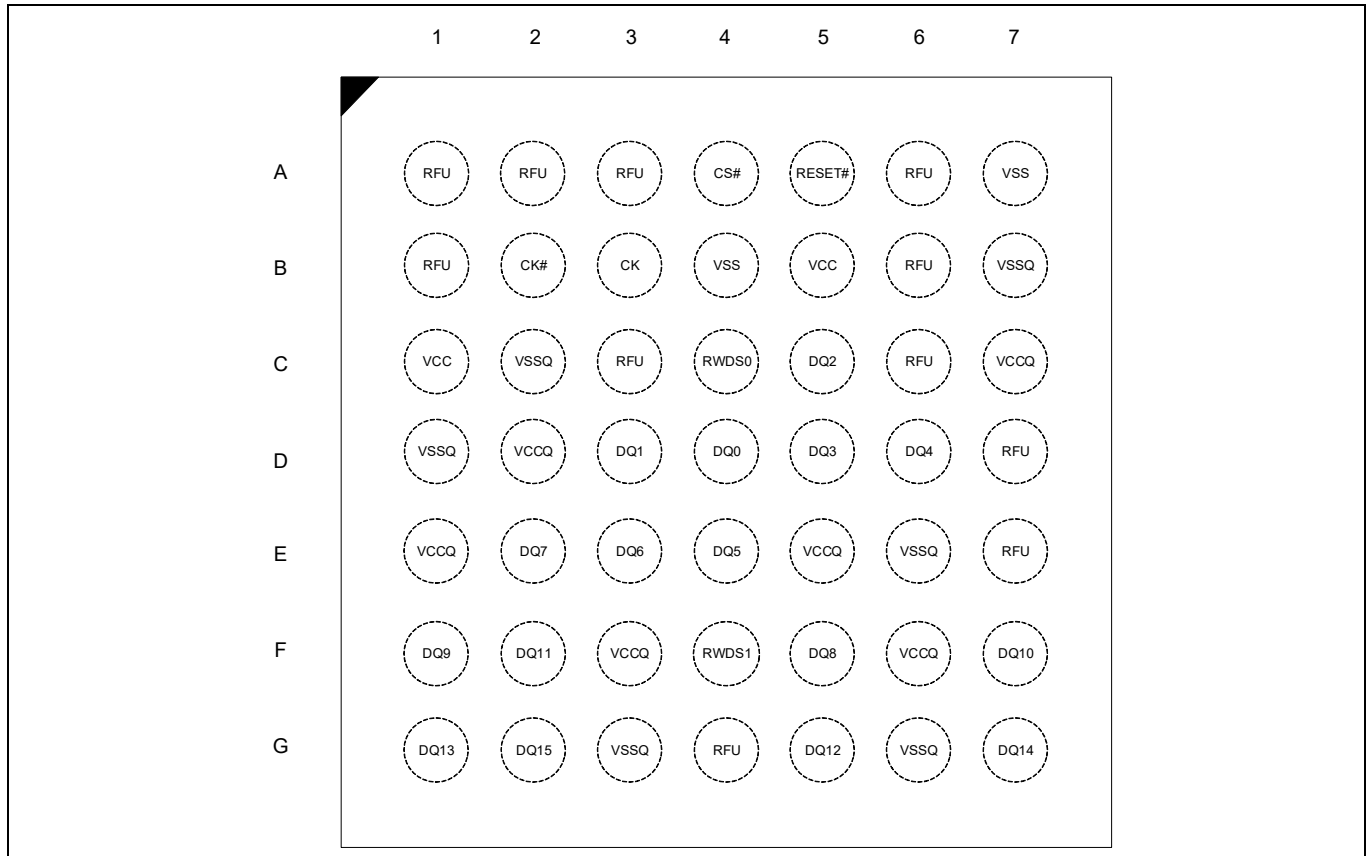 1 2 3 4 5 6 7
A RFU RFU RFU CS# RESET# RFU VSS
B RFU CK# CK VSS VCC RFU VSSQ
C VCC VSSQ RFU RWDS0 DQ2 RFU VCCQ
D VSSQ VCCQ DQ1 DQ0 DQ3 DQ4 RFU
E VCCQ DQ7 DQ6 DQ5 VCCQ VSSQ RFU
F DQ9 DQ11 VCCQ RWDS1 DQ8 VCCQ DQ10
G DQ13 DQ15 VSSQ RFU DQ12 VSSQ DQ14